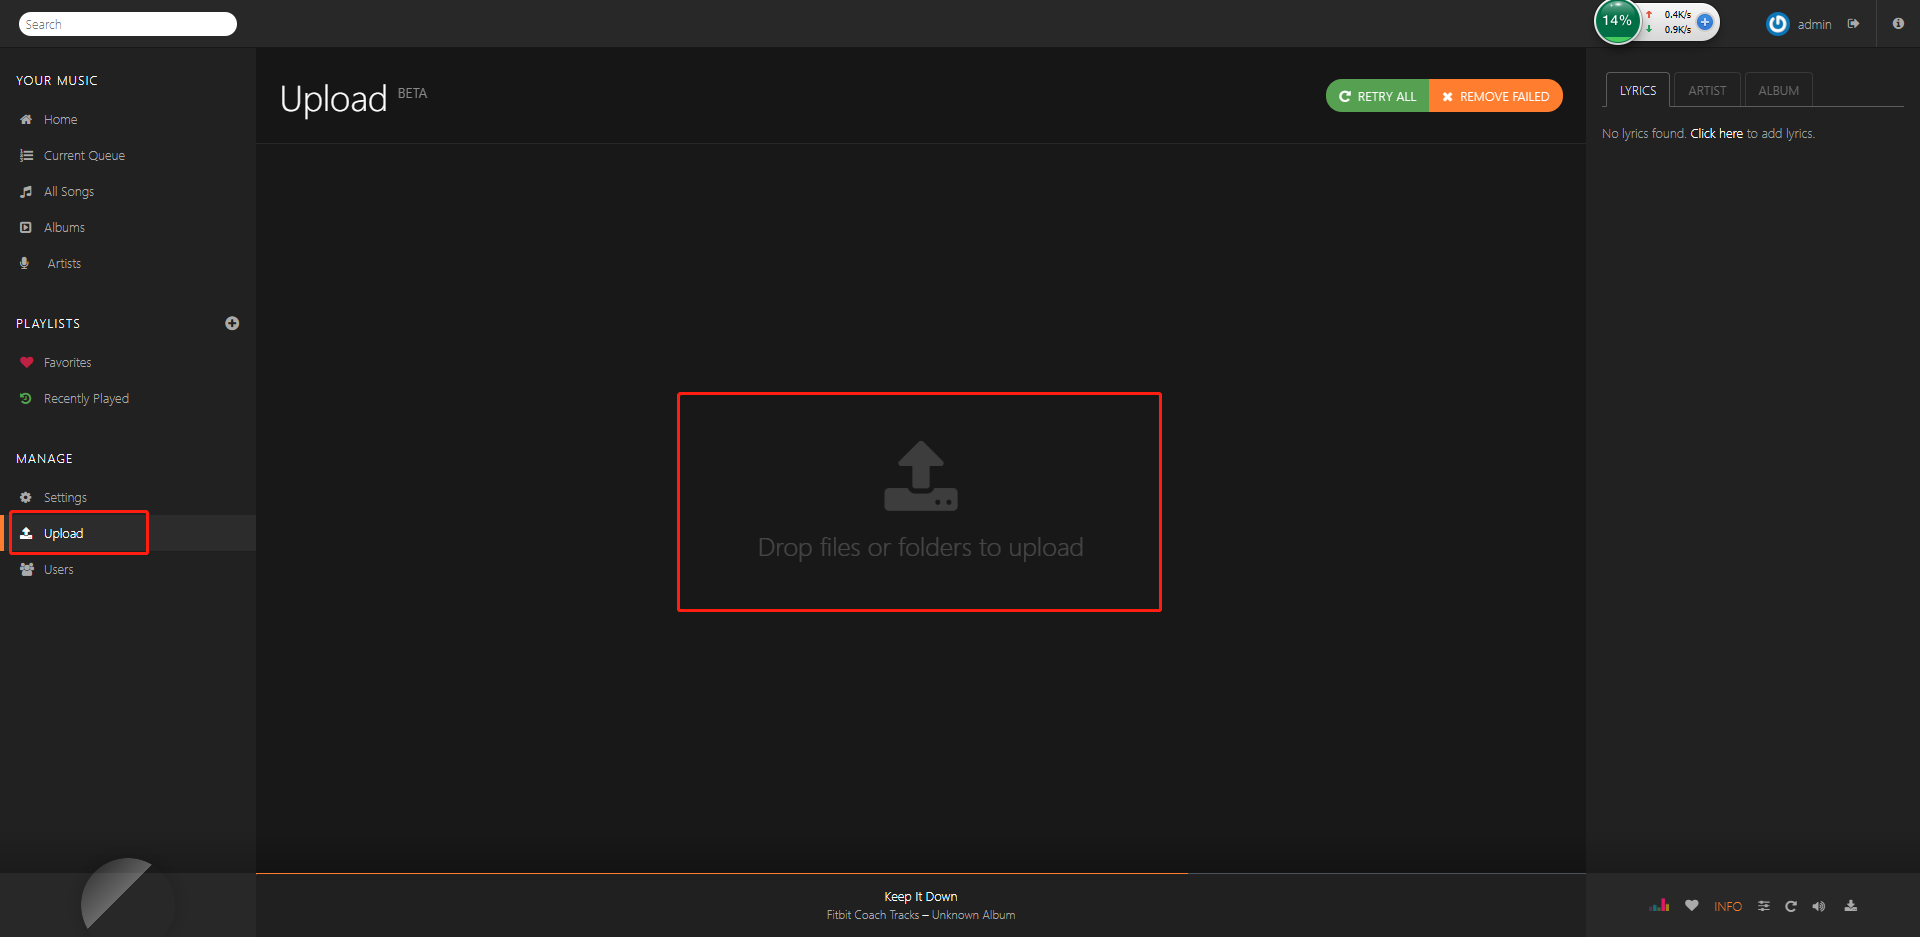 Search
14%
0.4K/s
0.9K/s
admin
YOUR MUSIC
Home
Current Queue
All Songs
Albums
Artists
PLAYLISTS
Favorites
Recently Played
MANAGE
Settings
Upload
Users
Upload BETA
RETRY ALL
REMOVE FAILED
Drop files or folders to upload
LYRICS
ARTIST
ALBUM
No lyrics found. Click here to add lyrics.
Keep It Down
Fitbit Coach Tracks – Unknown Album
INFO